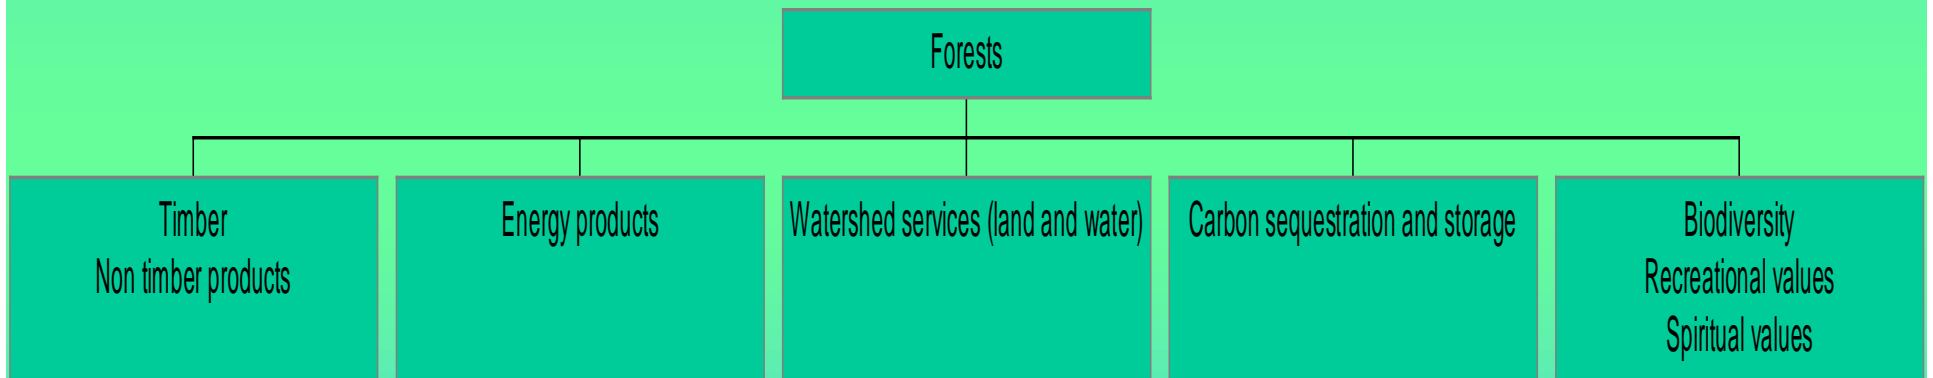 Forests
Timber
Non timber products
Energy products
Watershed services (land and water)
Carbon sequestration and storage
Biodiversity
Recreational values
Spiritual values